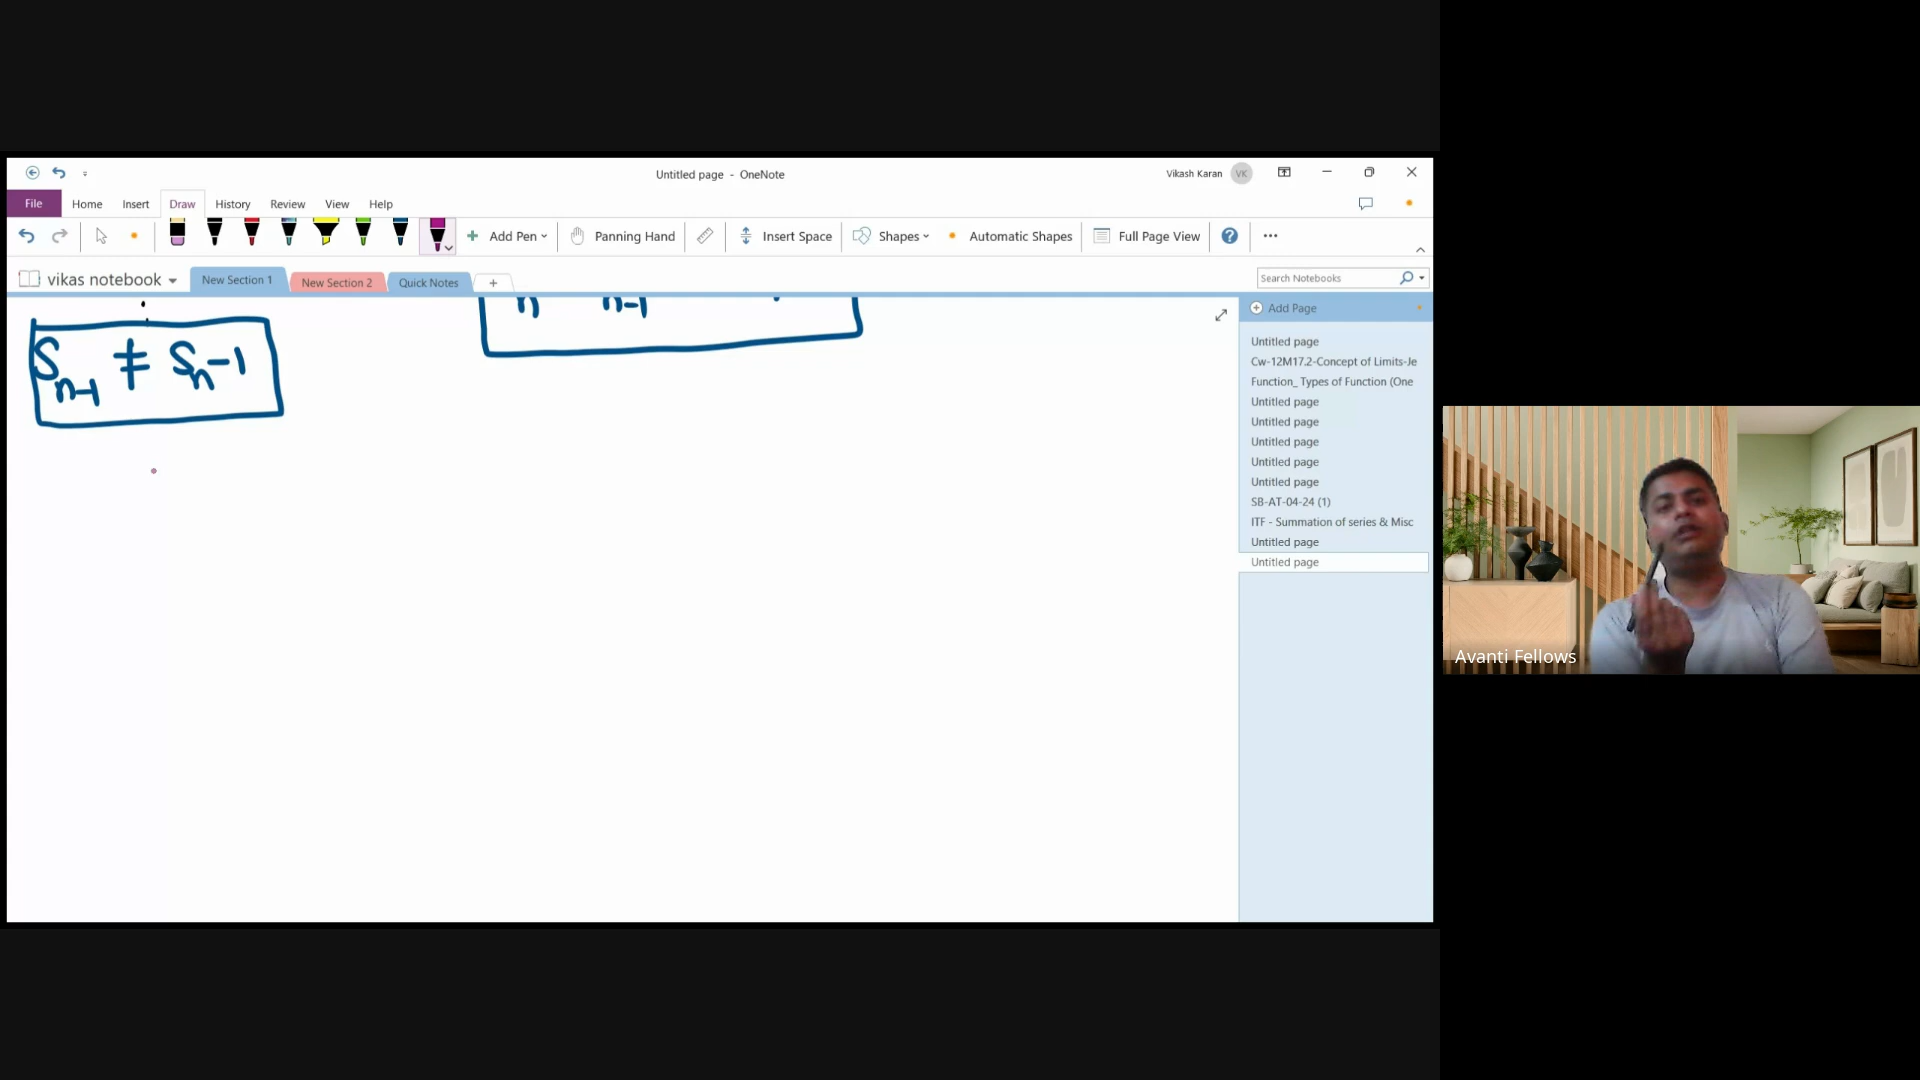 Untitled page - OneNote
Vikash Karan VK
File Home Insert Draw History Review View Help
Add Pen Panning Hand Insert Space Shapes Automatic Shapes Full Page View
vikas notebook New Section 1 New Section 2 Quick Notes
Search Notebooks
Add Page
n n-1
S_{n-1} ≠ S_n-1
Untitled page
Cw-12M17.2-Concept of Limits-Je
Function_ Types of Function (One
Untitled page
Untitled page
Untitled page
Untitled page
Untitled page
SB-AT-04-24 (1)
ITF - Summation of series & Misc
Untitled page
Untitled page
Avanti Fellows